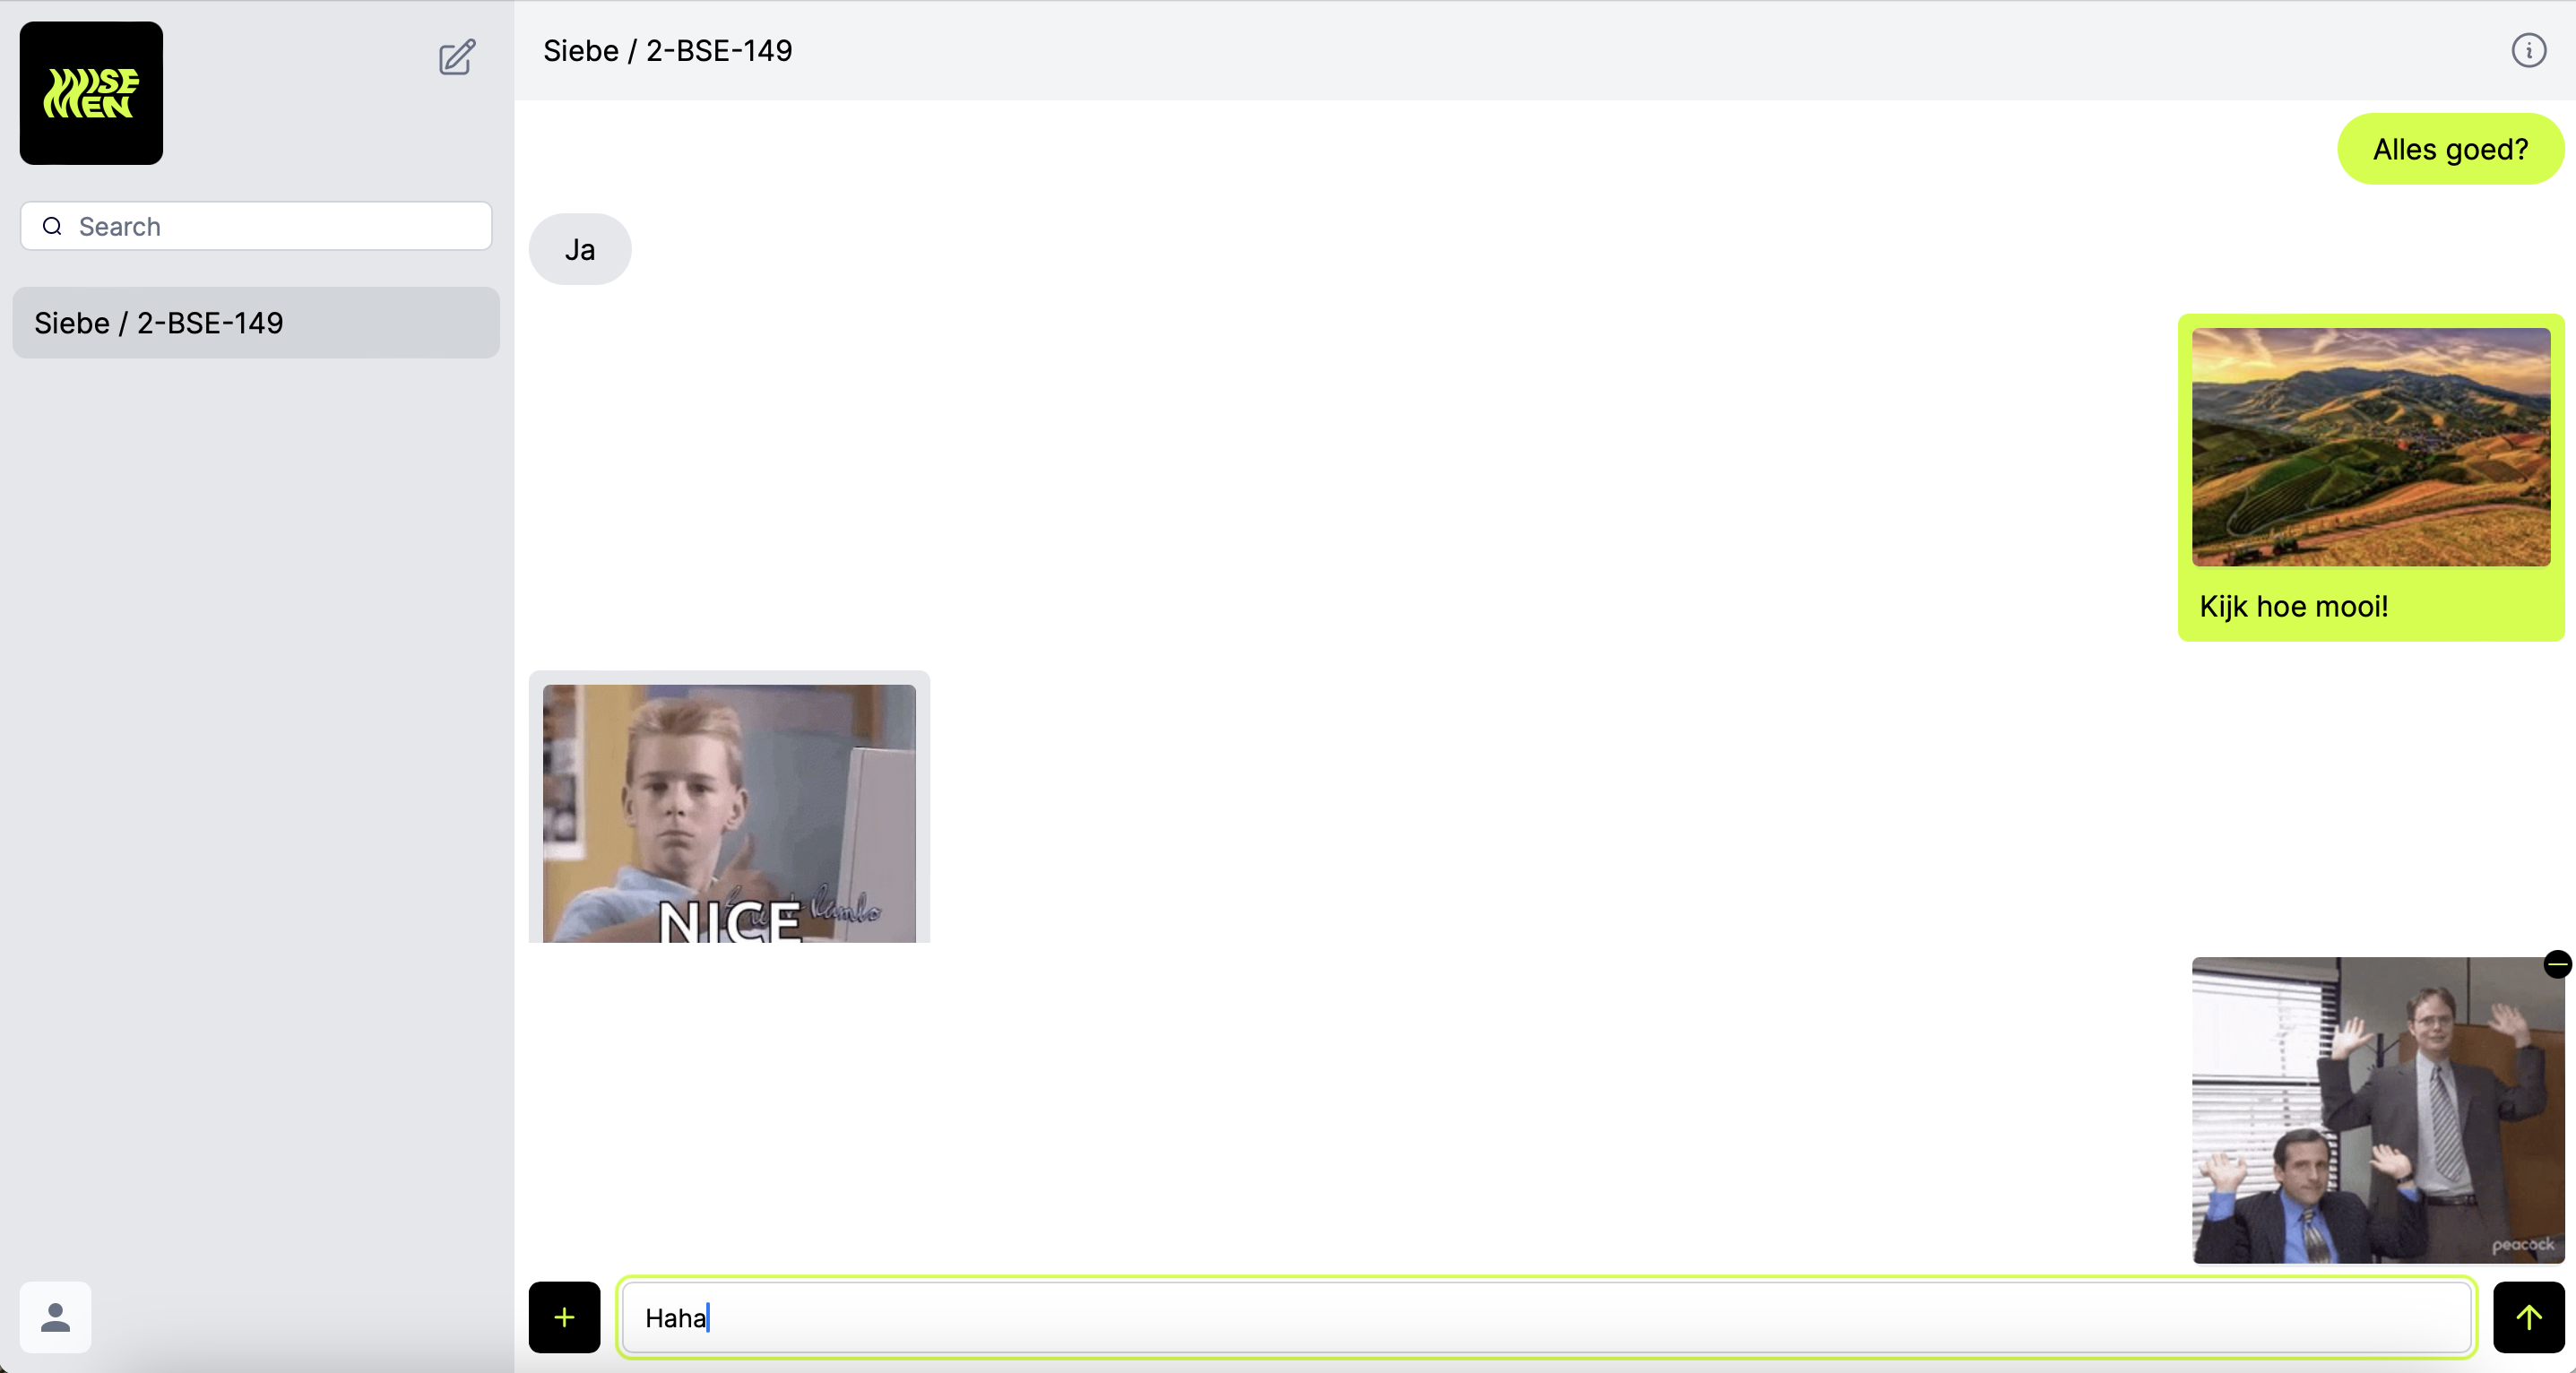 WISE
MEN
Search
Siebe / 2-BSE-149
Siebe / 2-BSE-149
Alles goed?
Ja
Kijk hoe mooi!
NICE
peacock
Haha